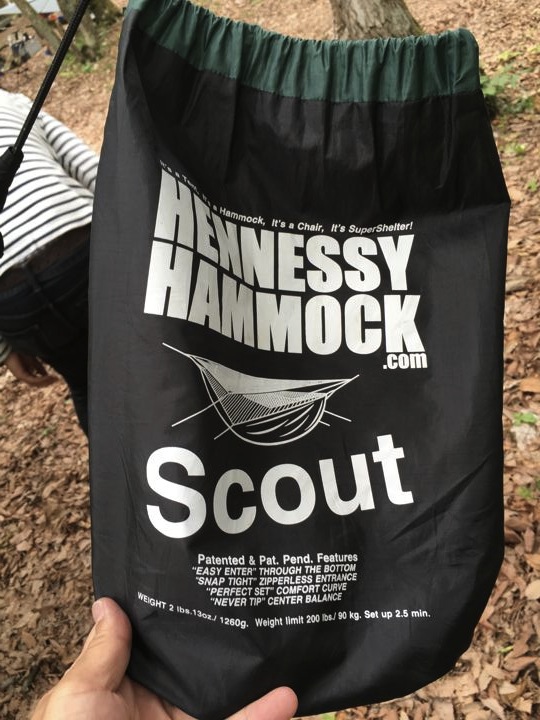 It's a Tent, It's a Hammock, It's a Chair, It's SuperShelter!
HENNESSY
HAMMOCK
.com
Scout
Patented & Pat. Pend. Features
"EASY ENTER" THROUGH THE BOTTOM
"SNAP TIGHT" ZIPPERLESS ENTRANCE
"PERFECT SET" COMFORT CURVE
"NEVER TIP" CENTER BALANCE
WEIGHT 2 lbs.13oz./ 1260g. Weight limit 200 lbs./ 90 kg. Set up 2.5 min.